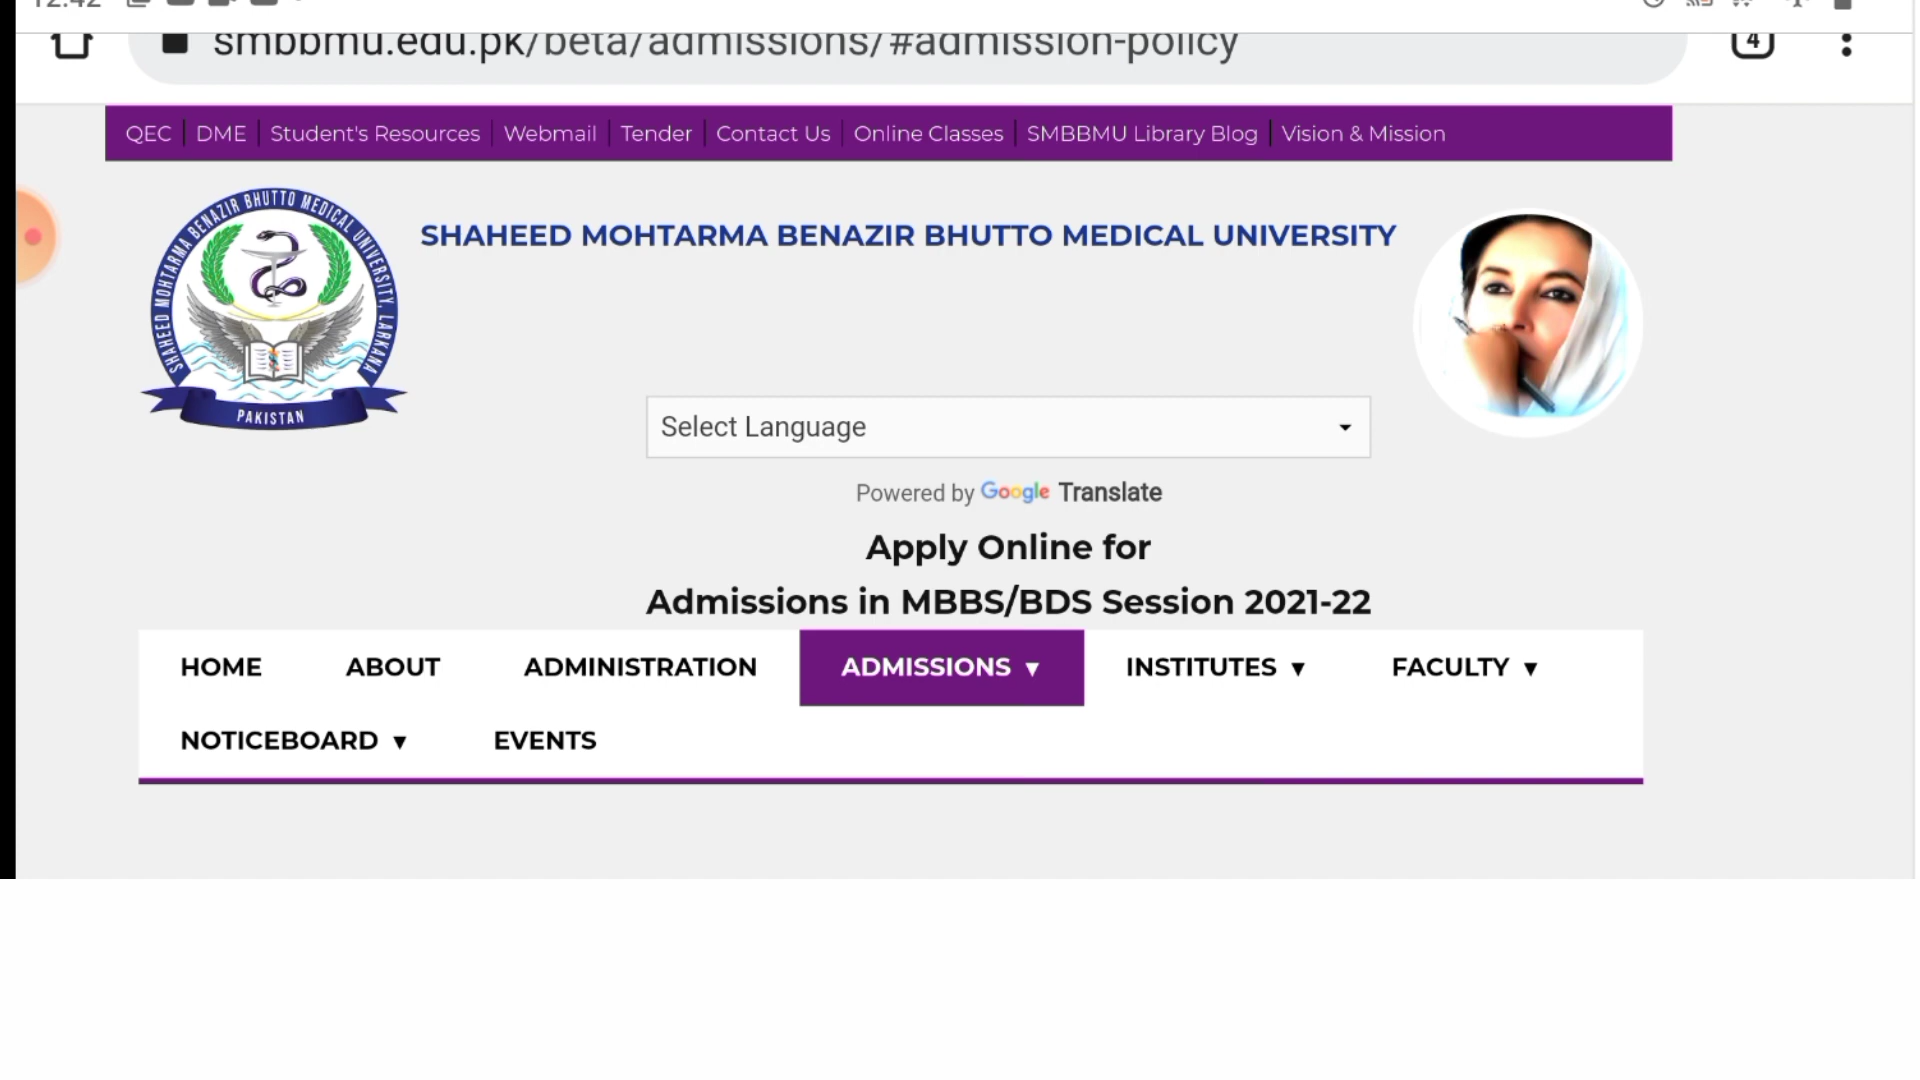 12:42
smbbmu.edu.pk/beta/admissions/#admission-policy
4
QEC DME Student's Resources Webmail Tender Contact Us Online Classes SMBBMU Library Blog Vision & Mission
SHAHEED MOHTARMA BENAZIR BHUTTO MEDICAL UNIVERSITY, LARKANA
PAKISTAN
SHAHEED MOHTARMA BENAZIR BHUTTO MEDICAL UNIVERSITY
Select Language
Powered by Google Translate
Apply Online for
Admissions in MBBS/BDS Session 2021-22
HOME ABOUT ADMINISTRATION ADMISSIONS ▼ INSTITUTES ▼ FACULTY ▼
NOTICEBOARD ▼ EVENTS